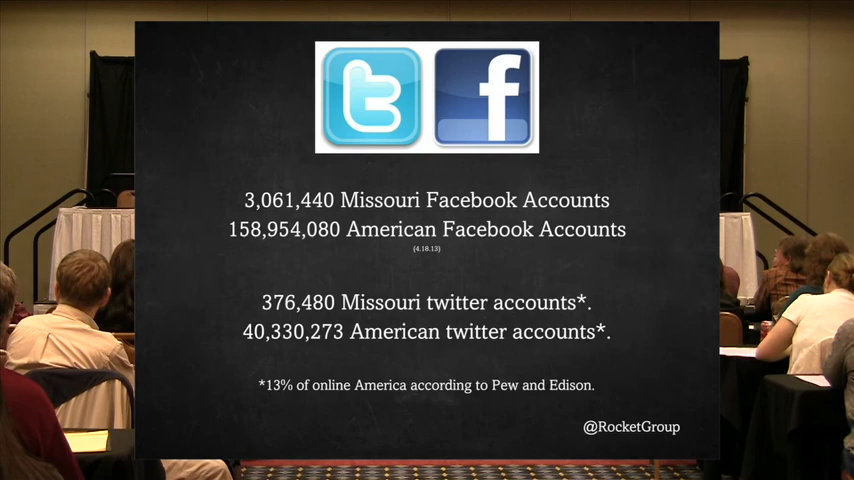 3,061,440 Missouri Facebook Accounts
158,954,080 American Facebook Accounts
(4.18.13)
376,480 Missouri twitter accounts*.
40,330,273 American twitter accounts*.
*13% of online America according to Pew and Edison.
@RocketGroup